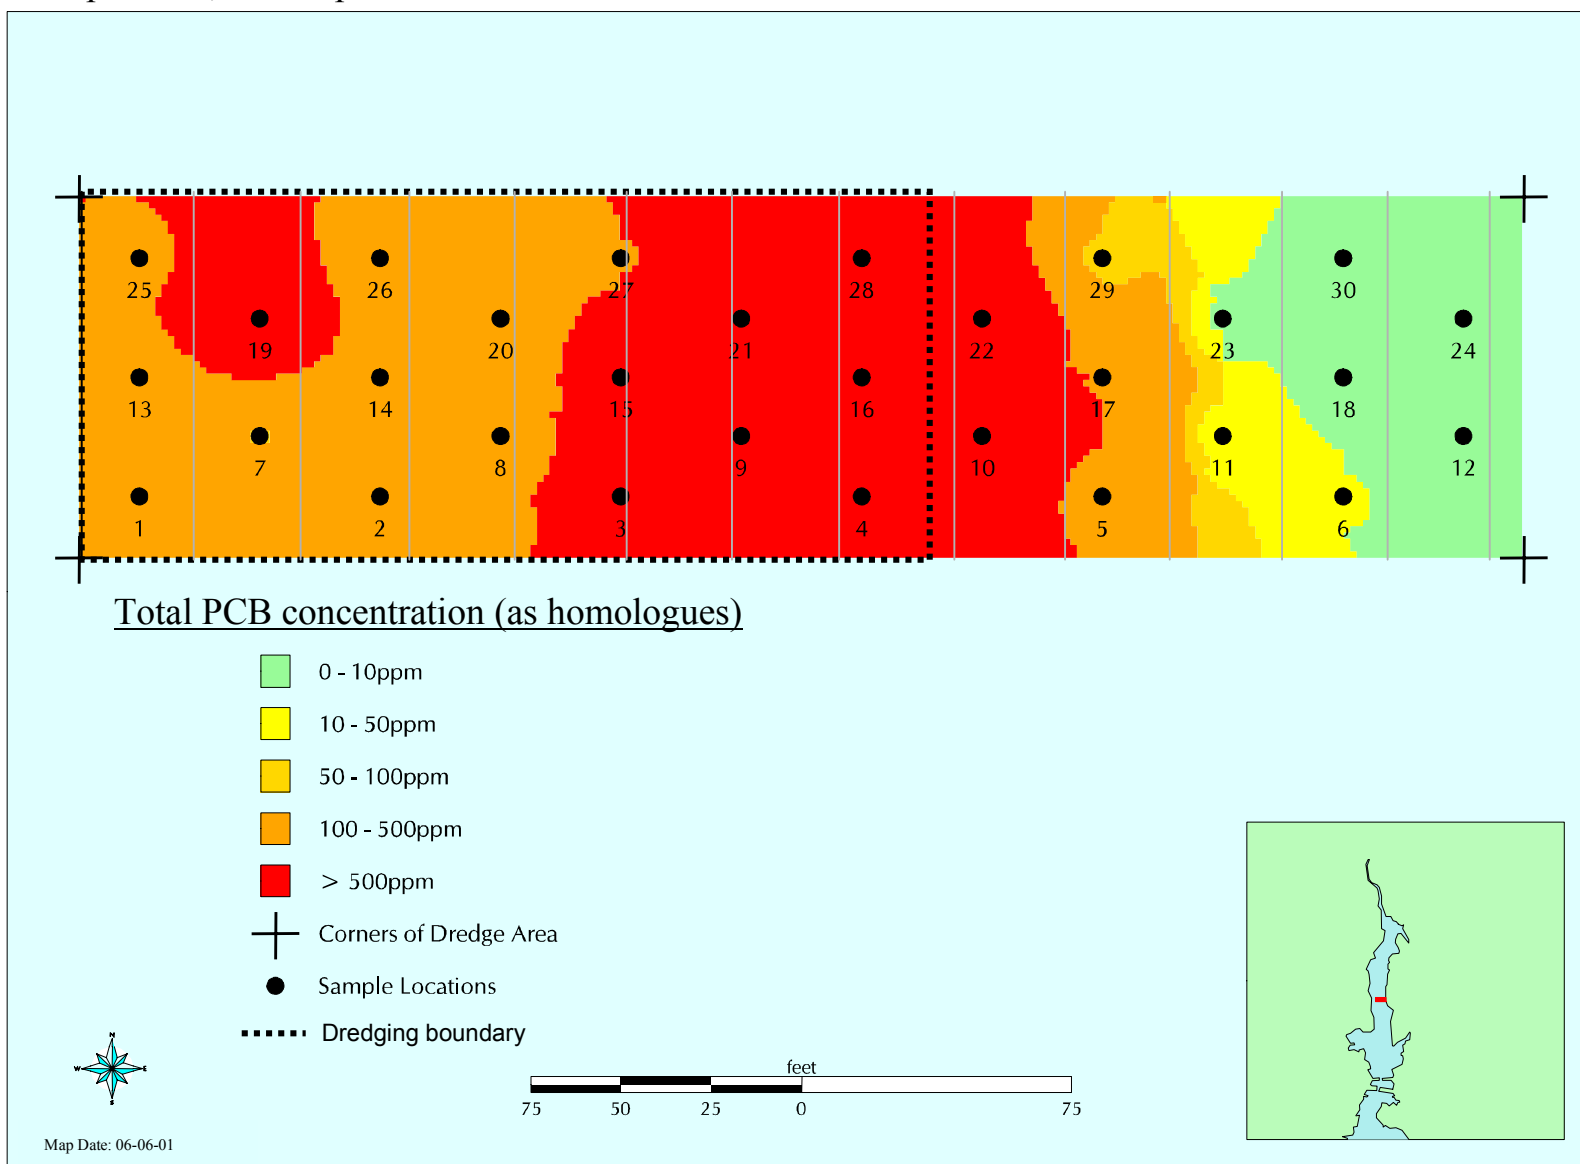 25 26 27 28 29 30
19 20 21 22 23 24
13 14 15 16 17 18
7 8 9 10 11 12
1 2 3 4 5 6
Total PCB concentration (as homologues)
0 - 10ppm
10 - 50ppm
50 - 100ppm
100 - 500ppm
> 500ppm
Corners of Dredge Area
Sample Locations
Dredging boundary
N
W E
S
feet
75 50 25 0 75
Map Date: 06-06-01